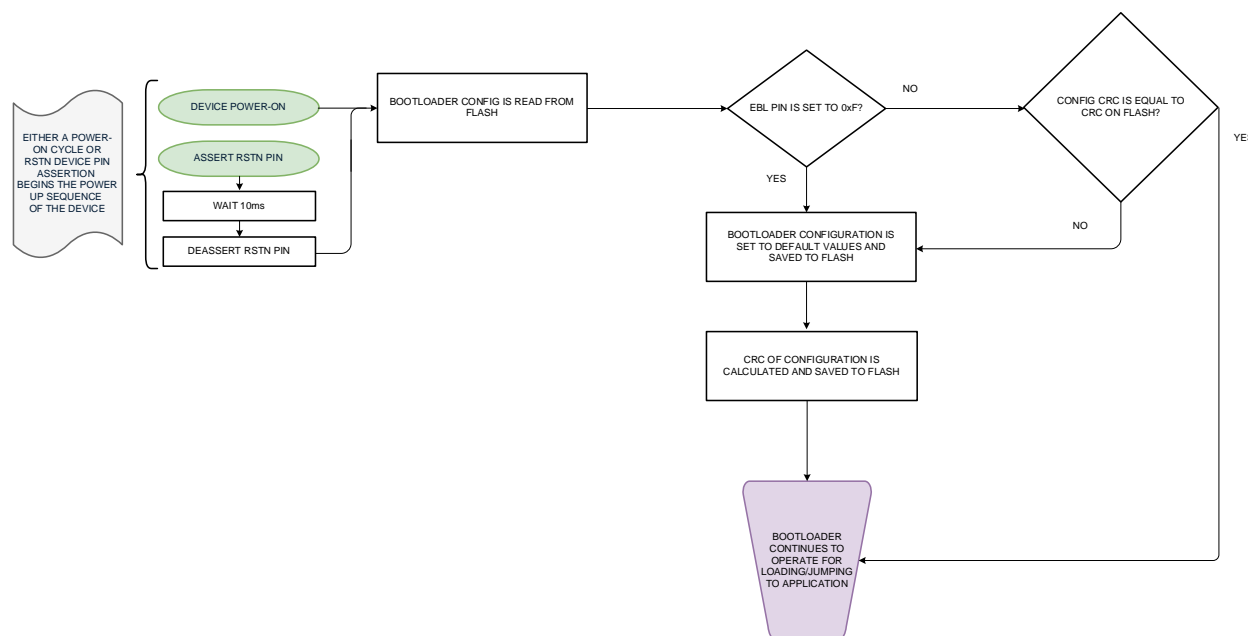 EITHER A POWER-
ON CYCLE OR
RSTN DEVICE PIN
ASSERTION
BEGINS THE POWER
UP SEQUENCE
OF THE DEVICE
DEVICE POWER-ON
ASSERT RSTN PIN
WAIT 10ms
DEASSERT RSTN PIN
BOOTLOADER CONFIG IS READ FROM
FLASH
EBL PIN IS SET TO 0xF?
NO
YES
CONFIG CRC IS EQUAL TO
CRC ON FLASH?
YES
NO
BOOTLOADER CONFIGURATION IS
SET TO DEFAULT VALUES AND
SAVED TO FLASH
CRC OF CONFIGURATION IS
CALCULATED AND SAVED TO FLASH
BOOTLOADER
CONTINUES TO
OPERATE FOR
LOADING/JUMPING
TO APPLICATION